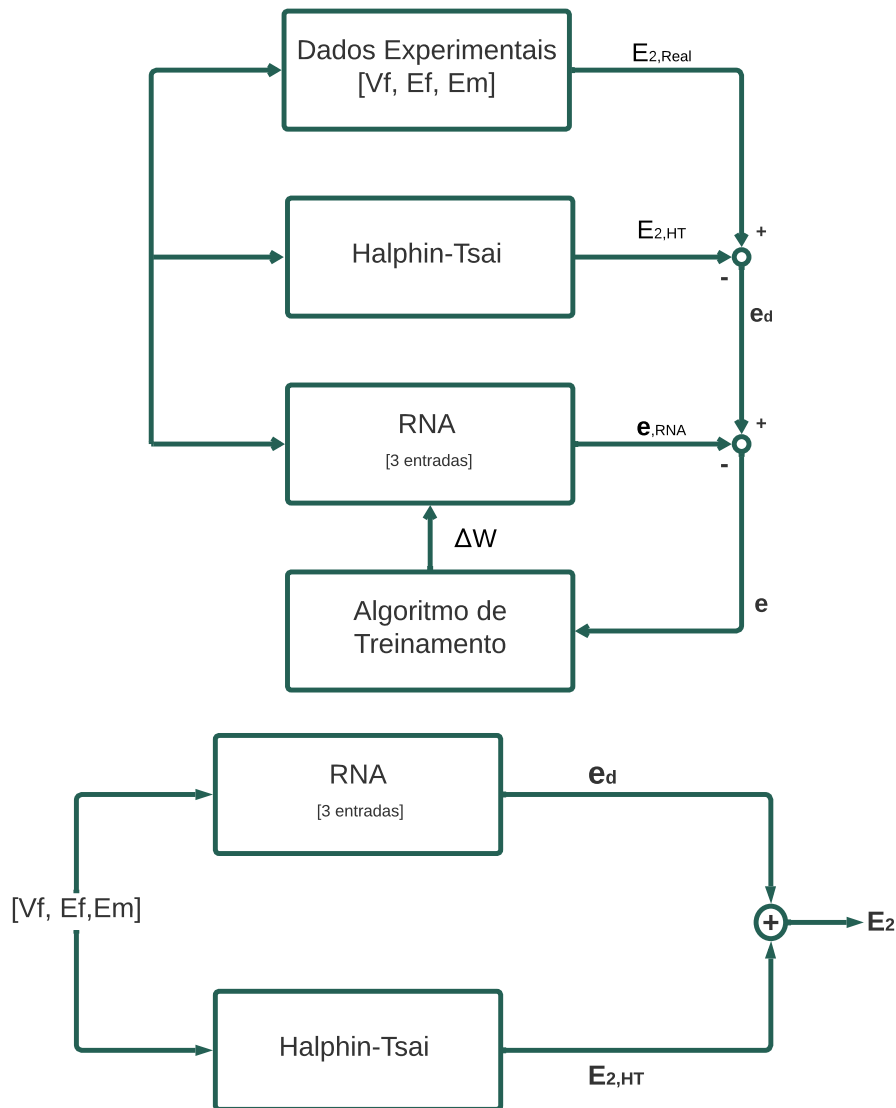 Dados Experimentais
[Vf, Ef, Em]
E2,Real
+
Halphin-Tsai
E2,HT
-
ed
RNA
[3 entradas]
e,RNA
+
-
ΔW
Algoritmo de
Treinamento
e
RNA
[3 entradas]
ed
[Vf, Ef,Em]
+
E2
Halphin-Tsai
E2,HT